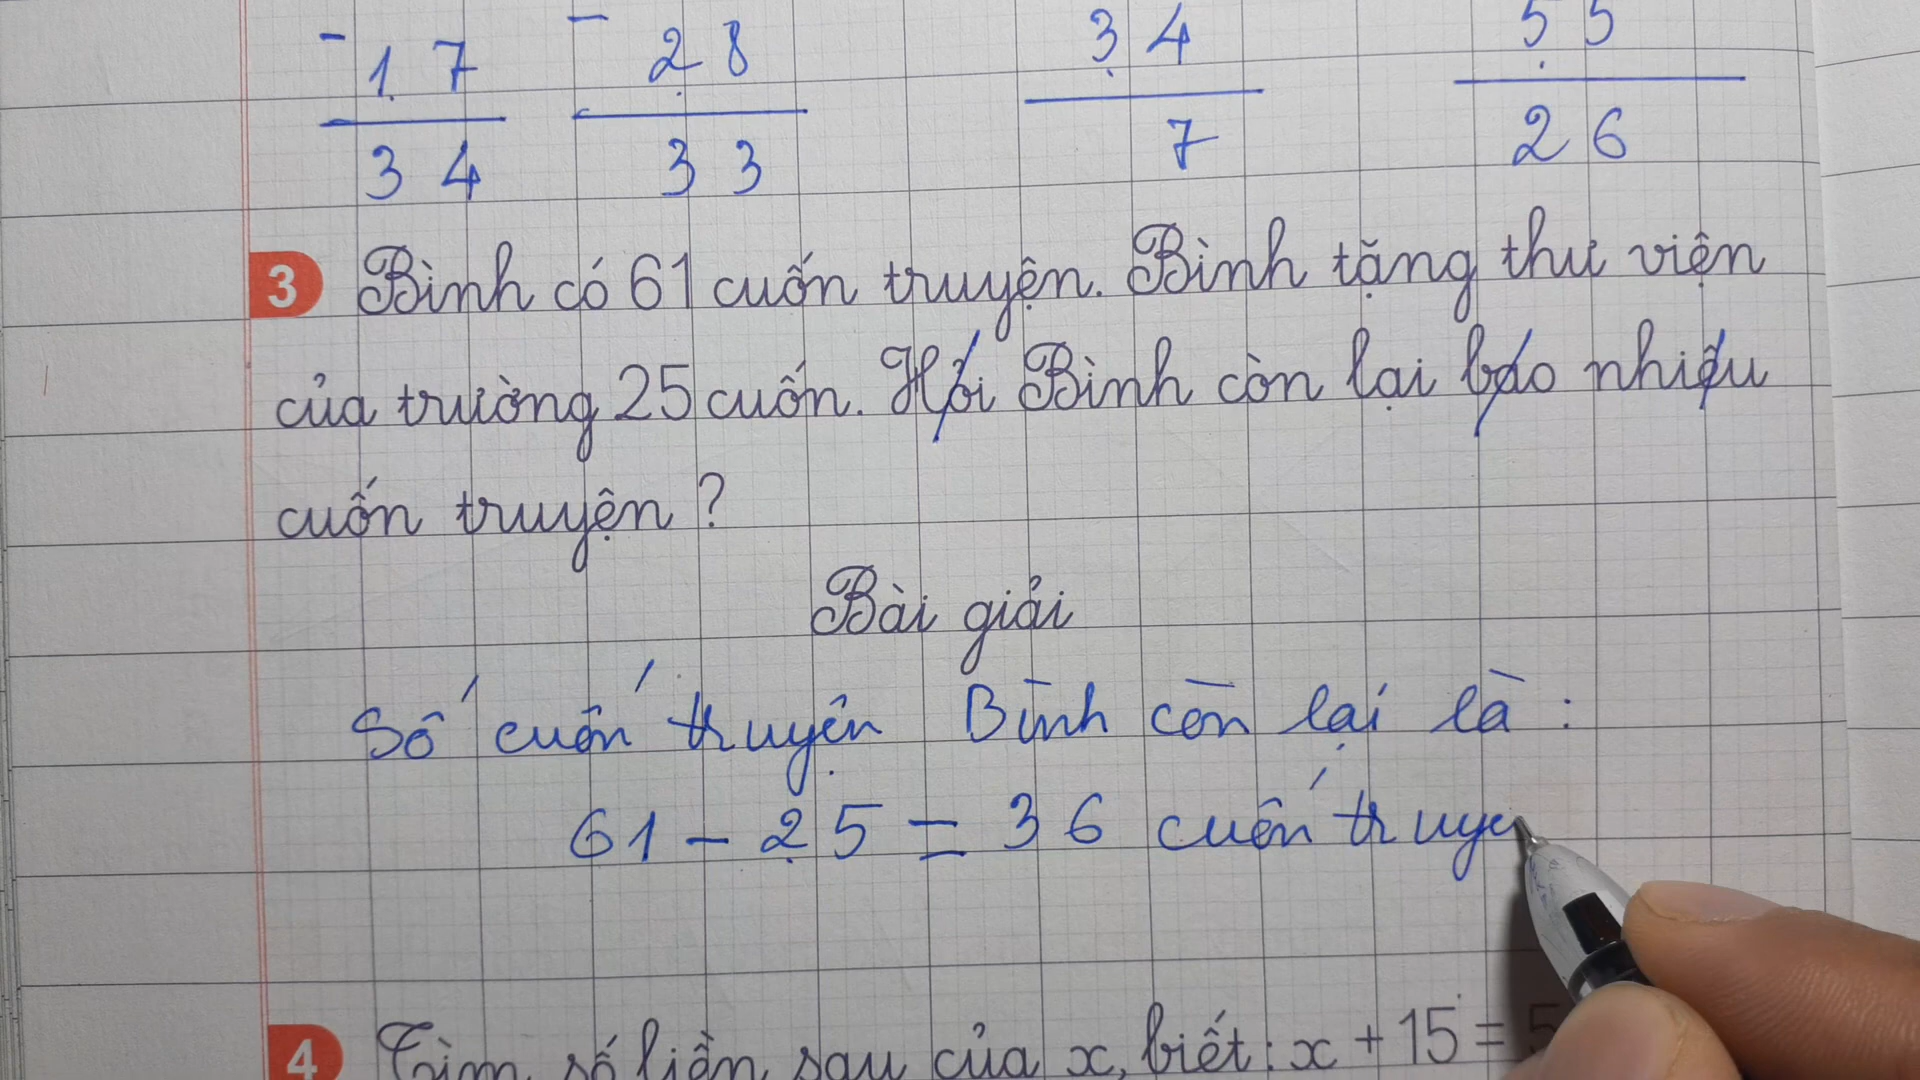 - 17 - 28 34 55
34 33 7 26
3 Bình có 61 cuốn truyện. Bình tặng thư viện
của trường 25 cuốn. Hỏi Bình còn lại bao nhiêu
cuốn truyện?
Bài giải
Số cuốn truyện Bình còn lại là:
61 - 25 = 36 cuốn truyệ
4 Tìm số liền sau của x, biết: x + 15 = 5